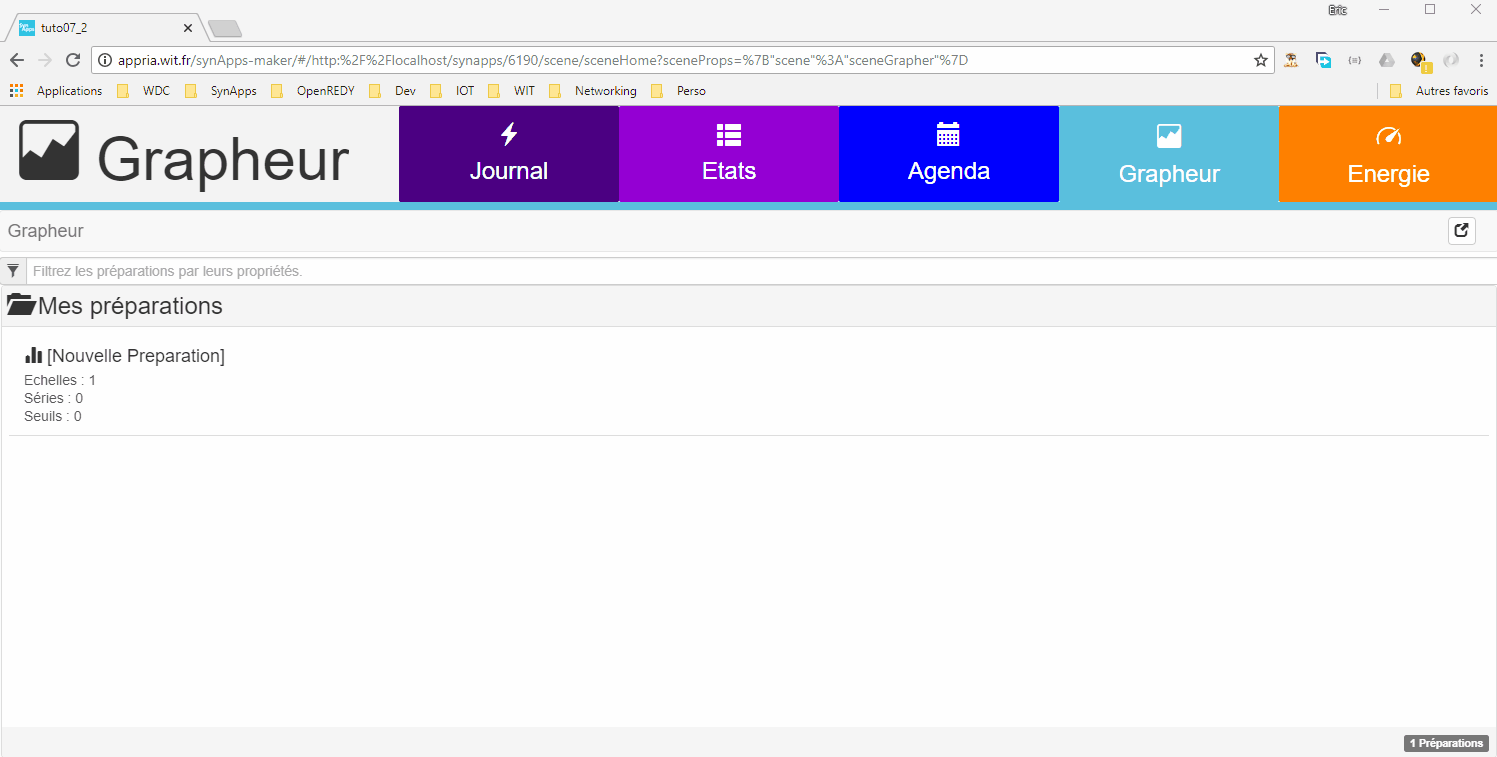 Eric
tuto07_2
appria.wit.fr/synApps-maker/#/http:%2F%2Flocalhost/synapps/6190/scene/sceneHome?sceneProps=%7B"scene"%3A"sceneGrapher"%7D
Applications WDC SynApps OpenREDY Dev IOT WIT Networking Perso Autres favoris
Grapheur
Journal Etats Agenda Grapheur Energie
Grapheur
Filtrez les préparations par leurs propriétés.
Mes préparations
[Nouvelle Preparation]
Echelles : 1
Séries : 0
Seuils : 0
1 Préparations